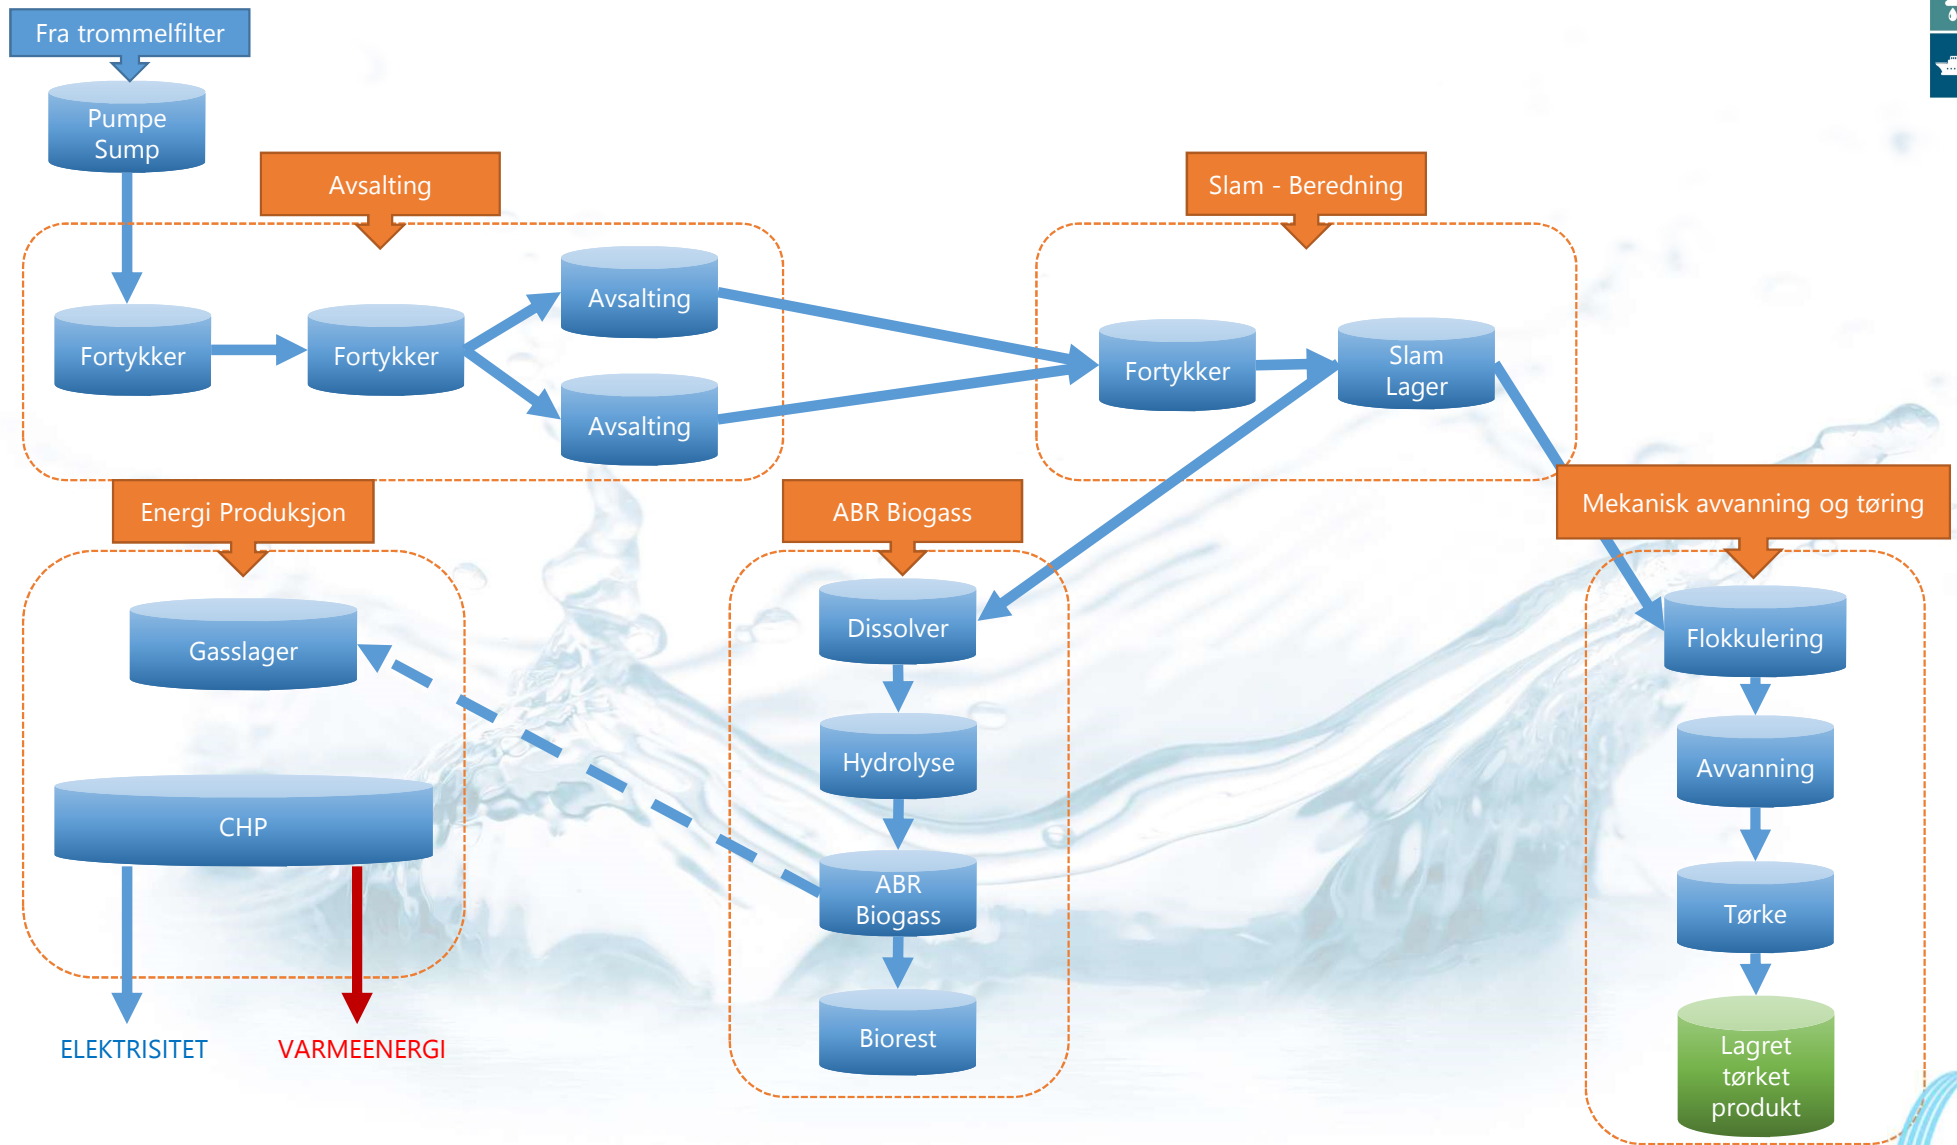 Fra trommelfilter
Pumpe
Sump
Avsalting
Slam - Beredning
Fortykker
Fortykker
Avsalting
Avsalting
Fortykker
Slam
Lager
Energi Produksjon
ABR Biogass
Mekanisk avvanning og tøring
Gasslager
CHP
ELEKTRISITET
VARMEENERGI
Dissolver
Hydrolyse
ABR
Biogass
Biorest
Flokkulering
Avvanning
Tørke
Lagret
tørket
produkt